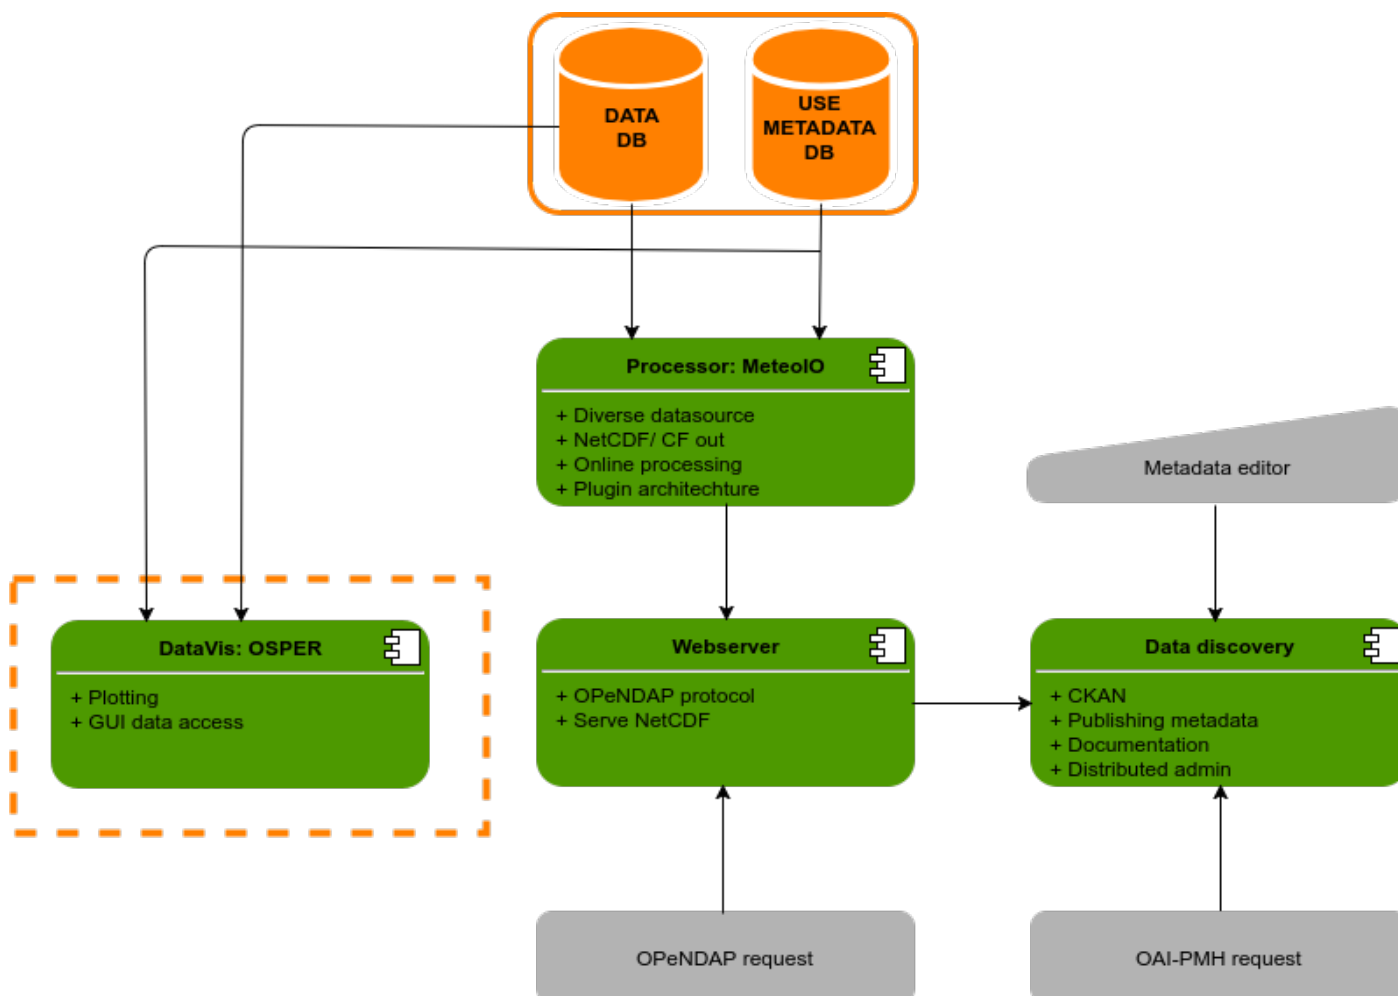 DATA
DB
USE
METADATA
DB
Processor: MeteoIO
+ Diverse datasource
+ NetCDF/ CF out
+ Online processing
+ Plugin architechture
Metadata editor
DataVis: OSPER
+ Plotting
+ GUI data access
Webserver
+ OPeNDAP protocol
+ Serve NetCDF
Data discovery
+ CKAN
+ Publishing metadata
+ Documentation
+ Distributed admin
OPeNDAP request
OAI-PMH request